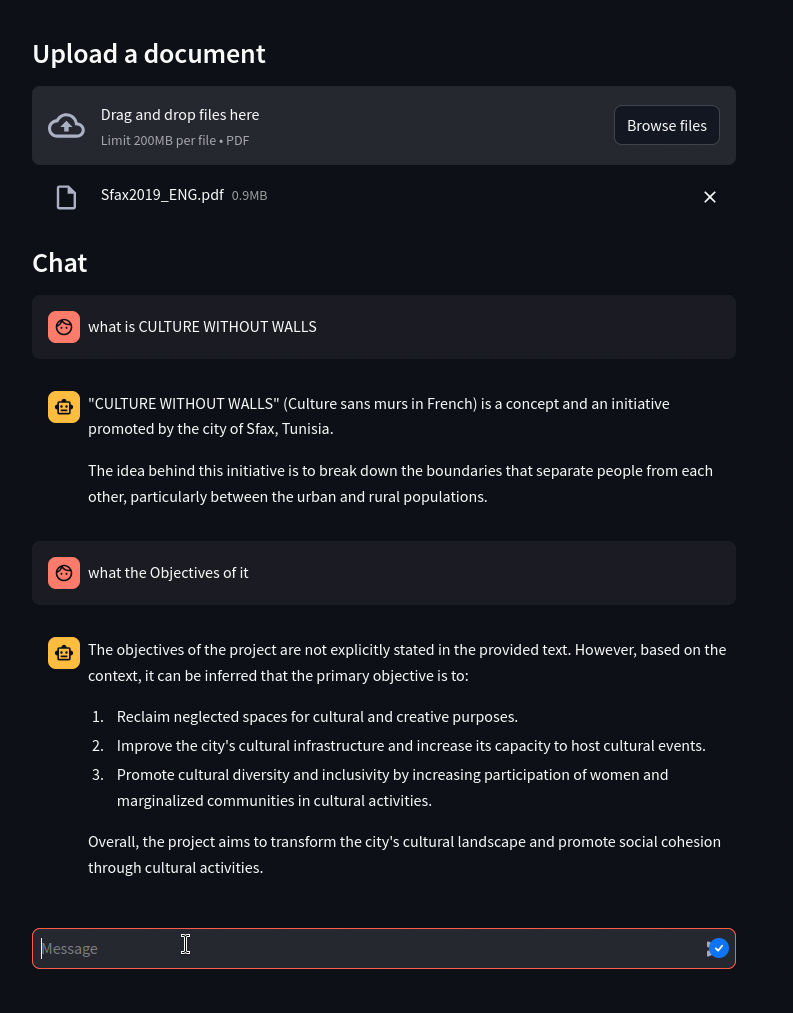 Upload a document
Drag and drop files here
Limit 200MB per file • PDF
Browse files
Sfax2019_ENG.pdf 0.9MB
Chat
what is CULTURE WITHOUT WALLS
"CULTURE WITHOUT WALLS" (Culture sans murs in French) is a concept and an initiative
promoted by the city of Sfax, Tunisia.
The idea behind this initiative is to break down the boundaries that separate people from each
other, particularly between the urban and rural populations.
what the Objectives of it
The objectives of the project are not explicitly stated in the provided text. However, based on the
context, it can be inferred that the primary objective is to:
1. Reclaim neglected spaces for cultural and creative purposes.
2. Improve the city's cultural infrastructure and increase its capacity to host cultural events.
3. Promote cultural diversity and inclusivity by increasing participation of women and
marginalized communities in cultural activities.
Overall, the project aims to transform the city's cultural landscape and promote social cohesion
through cultural activities.
Message